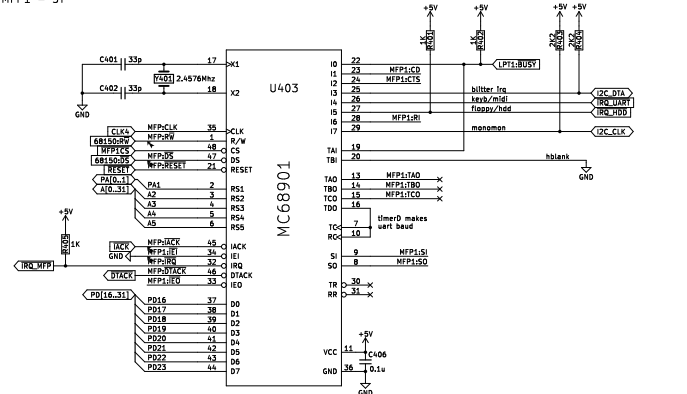 +5V
+5V
+5V
+5V
1K
R401
1K
R402
2K2
R403
2K2
R404
C401
33p
17
X1
Y401
2.4576Mhz
C402
33p
18
X2
GND
U403
MC68901
CLK4
MFP:CLK
35
CLK
68150:RW
MFP:RW
1
R/W
MFP1CS
48
CS
68150:DS
MFP:DS
47
DS
RESET
MFP:RESET
21
RESET
PA[0..1]
PA1
2
RS1
A[0..31]
A2
3
RS2
A3
4
RS3
A4
5
RS4
A5
6
RS5
+5V
R405
1K
IRQ_MFP
IACK
MFP:IACK
45
IACK
GND
MFP1:IEI
34
IEI
MFP:IRQ
32
IRQ
DTACK
MFP:DTACK
46
DTACK
MFP1:IEO
33
IEO
PD[16..31]
PD16
37
D0
PD17
38
D1
PD18
39
D2
PD19
40
D3
PD20
41
D4
PD21
42
D5
PD22
43
D6
PD23
44
D7
I0
22
LPT1:BUSY
I1
23
MFP1:CD
I2
24
MFP1:CTS
I3
25
blitter irq
I2C_DTA
I4
26
keyb/midi
IRQ_UART
I5
27
floppy/hdd
IRQ_HDD
I6
28
MFP1:RI
I7
29
monomon
I2C_CLK
TAI
19
TBI
20
hblank
GND
TAO
13
MFP1:TAO
TBO
14
MFP1:TBO
TCO
15
MFP1:TCO
TDO
16
timerD makes
uart baud
TC
7
RC
10
SI
9
MFP1:SI
SO
8
MFP1:SO
TR
30
RR
31
+5V
VCC
11
C406
0.1u
GND
36
GND